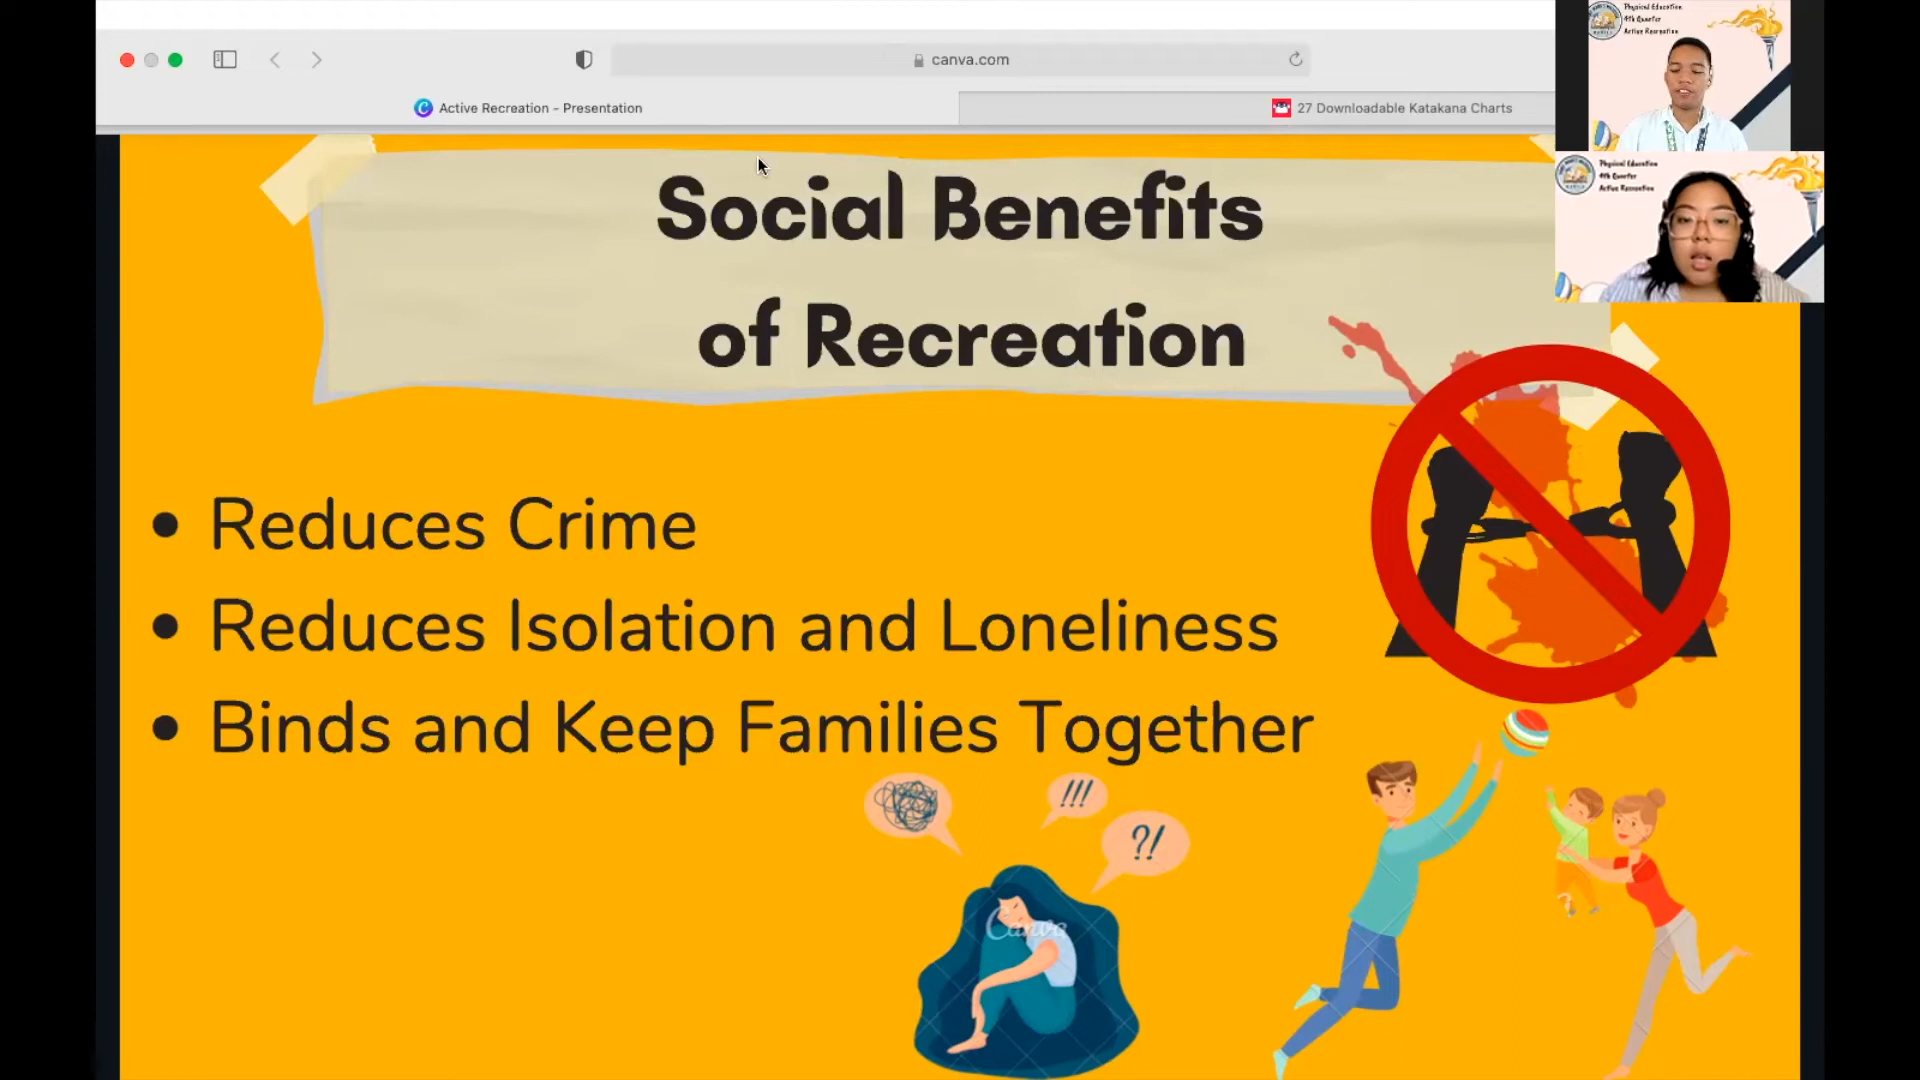 canva.com
Active Recreation – Presentation
27 Downloadable Katakana Charts
Physical Education
4th Quarter
Active Recreation
Physical Education
4th Quarter
Active Recreation
Social Benefits
of Recreation
• Reduces Crime
• Reduces Isolation and Loneliness
• Binds and Keep Families Together
!!!
?!
Canva